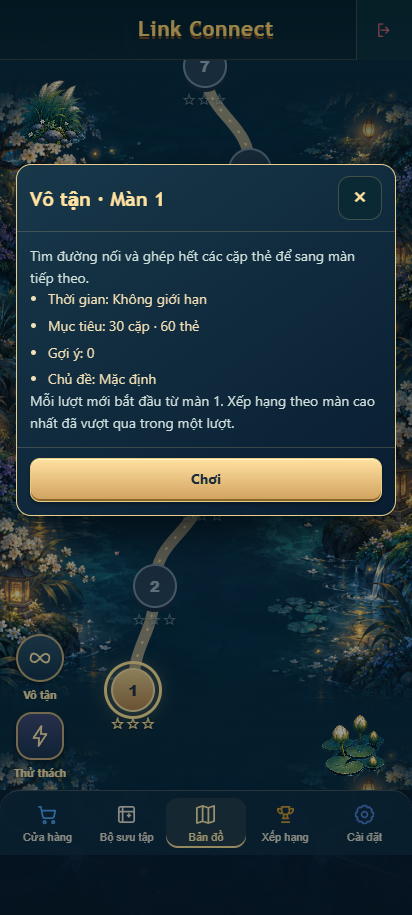 Link Connect
7
Vô tận · Màn 1
×
Tìm đường nối và ghép hết các cặp thẻ để sang màn
tiếp theo.
• Thời gian: Không giới hạn
• Mục tiêu: 30 cặp · 60 thẻ
• Gợi ý: 0
• Chủ đề: Mặc định
Mỗi lượt mới bắt đầu từ màn 1. Xếp hạng theo màn cao
nhất đã vượt qua trong một lượt.
Chơi
2
1
Vô tận
Thử thách
Cửa hàng
Bộ sưu tập
Bản đồ
Xếp hạng
Cài đặt